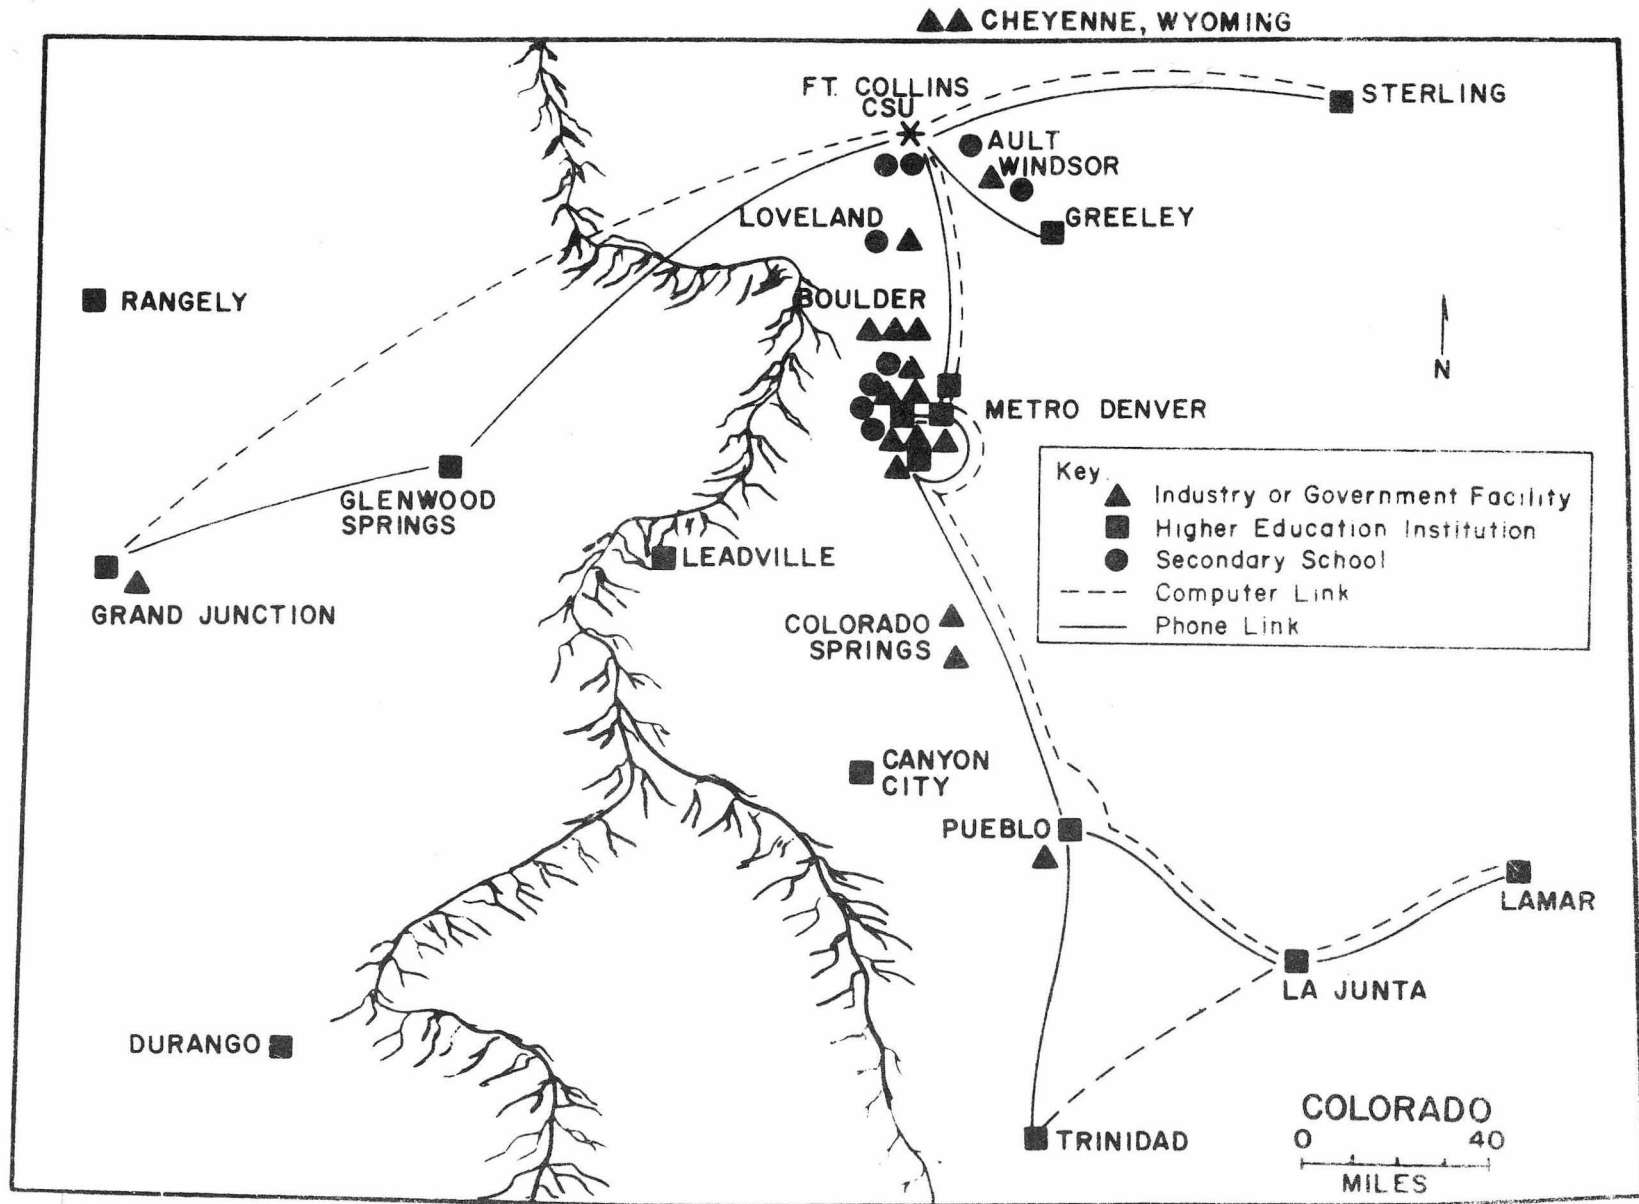 CHEYENNE, WYOMING
FT. COLLINS
CSU
STERLING
AULT
WINDSOR
LOVELAND
GREELEY
RANGELY
BOULDER
N
METRO DENVER
Key
Industry or Government Facility
Higher Education Institution
Secondary School
Computer Link
Phone Link
GLENWOOD
SPRINGS
LEADVILLE
GRAND JUNCTION
COLORADO
SPRINGS
CANYON
CITY
PUEBLO
LAMAR
LA JUNTA
DURANGO
TRINIDAD
COLORADO
0 40
MILES